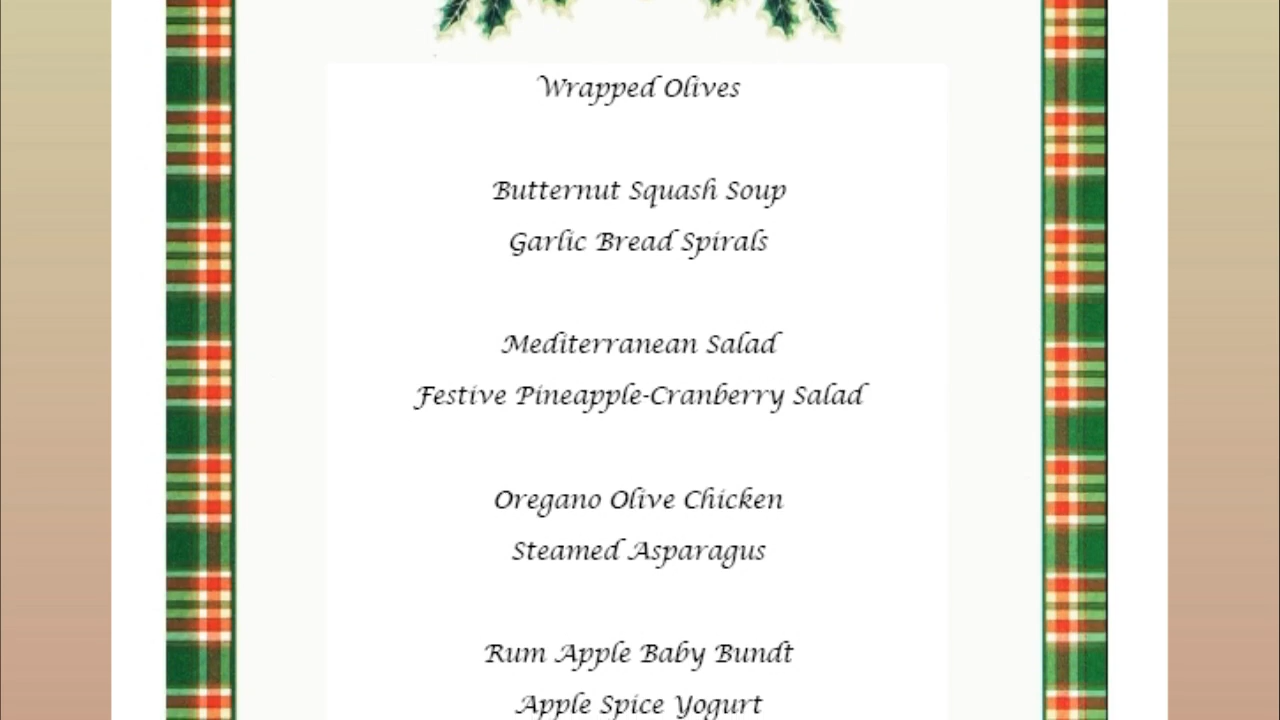 Wrapped Olives
Butternut Squash Soup
Garlic Bread Spirals
Mediterranean Salad
Festive Pineapple-Cranberry Salad
Oregano Olive Chicken
Steamed Asparagus
Rum Apple Baby Bundt
Apple Spice Yogurt